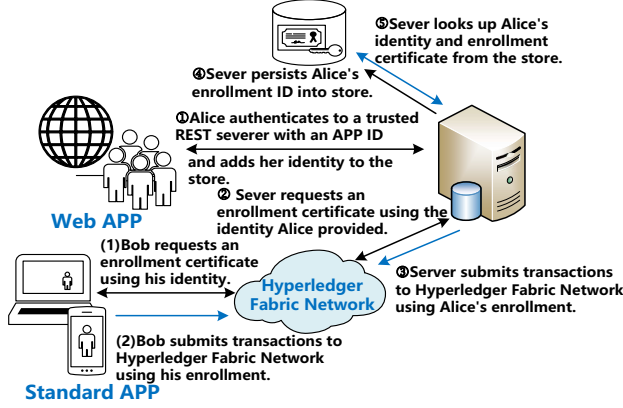 ⑤Sever looks up Alice's
identity and enrollment
certificate from the store.
④Sever persists Alice's
enrollment ID into store.
①Alice authenticates to a trusted
REST severer with an APP ID
and adds her identity to the
store.
Web APP
② Sever requests an
enrollment certificate using the
identity Alice provided.
(1)Bob requests an
enrollment certificate
using his identity.
Hyperledger
Fabric Network
③Server submits transactions
to Hyperledger Fabric Network
using Alice's enrollment.
(2)Bob submits transactions to
Hyperledger Fabric Network
using his enrollment.
Standard APP